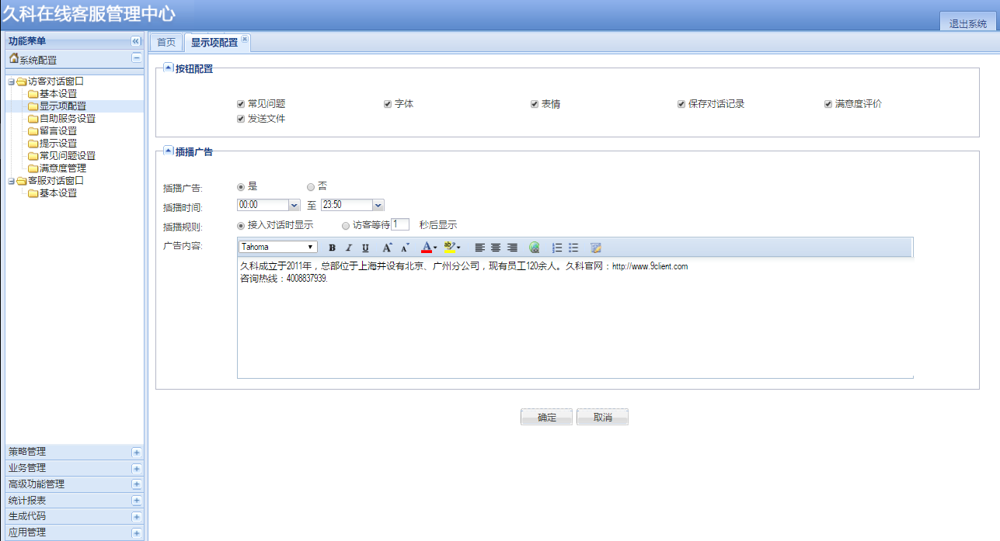 久科在线客服管理中心
退出系统
功能菜单
系统配置
访客对话窗口
基本设置
显示项配置
自助服务设置
留言设置
提示设置
常见问题设置
满意度管理
客服对话窗口
基本设置
策略管理
业务管理
高级功能管理
统计报表
生成代码
应用管理
首页 显示项配置
按钮配置
常见问题 字体 表情 保存对话记录 满意度评价
发送文件
插播广告
插播广告: 是 否
插播时间: 00:00 至 23:50
插播规则: 接入对话时显示 访客等待 1 秒后显示
广告内容: Tahoma B I U A A A ab
久科成立于2011年，总部位于上海并设有北京、广州分公司，现有员工120余人。久科官网：http://www.9client.com
咨询热线：4008837939.
确定 取消